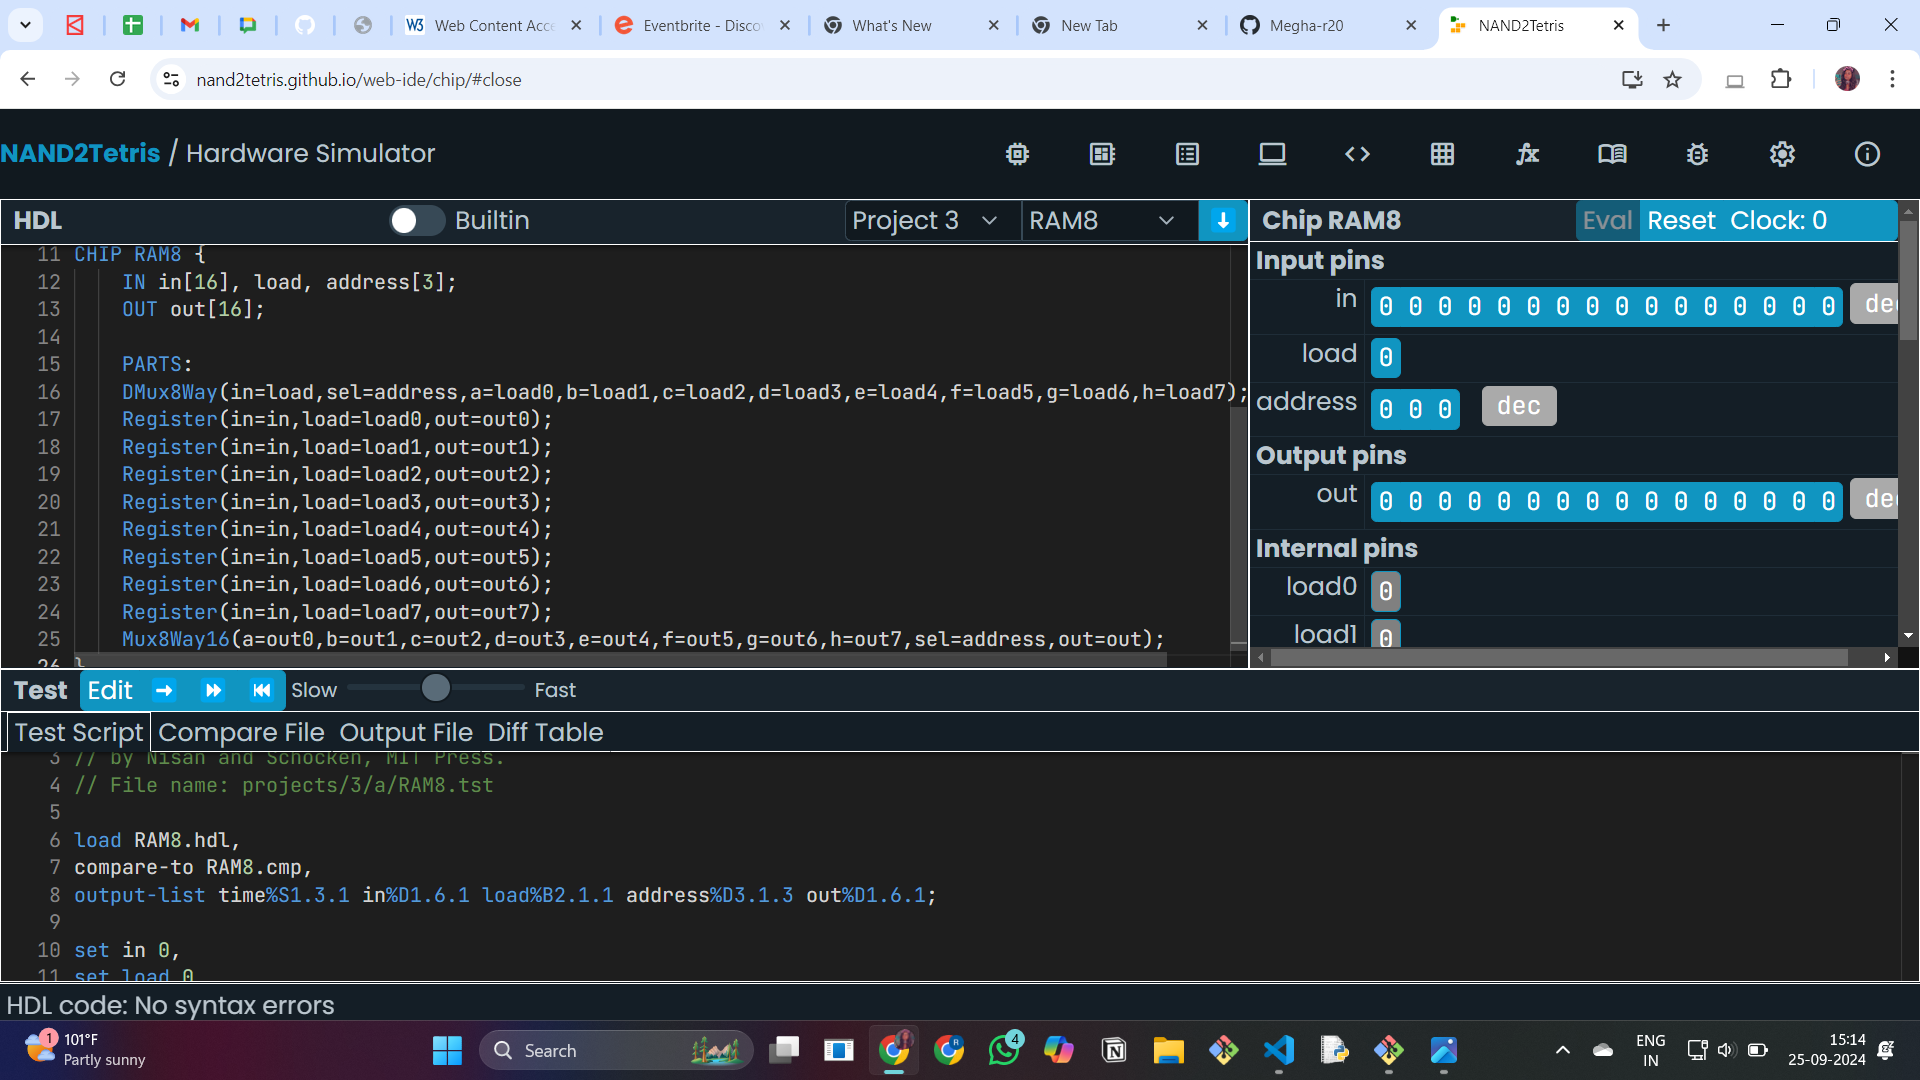 Web Content Acce
Eventbrite - Disco
What's New
New Tab
Megha-r20
NAND2Tetris
nand2tetris.github.io/web-ide/chip/#close
NAND2Tetris / Hardware Simulator
HDL
Builtin
Project 3
RAM8
11 CHIP RAM8 {
12 IN in[16], load, address[3];
13 OUT out[16];
14
15 PARTS:
16 DMux8Way(in=load,sel=address,a=load0,b=load1,c=load2,d=load3,e=load4,f=load5,g=load6,h=load7);
17 Register(in=in,load=load0,out=out0);
18 Register(in=in,load=load1,out=out1);
19 Register(in=in,load=load2,out=out2);
20 Register(in=in,load=load3,out=out3);
21 Register(in=in,load=load4,out=out4);
22 Register(in=in,load=load5,out=out5);
23 Register(in=in,load=load6,out=out6);
24 Register(in=in,load=load7,out=out7);
25 Mux8Way16(a=out0,b=out1,c=out2,d=out3,e=out4,f=out5,g=out6,h=out7,sel=address,out=out);
26 }
Chip RAM8
Eval Reset Clock: 0
Input pins
in 0 0 0 0 0 0 0 0 0 0 0 0 0 0 0 0 dec
load 0
address 0 0 0 dec
Output pins
out 0 0 0 0 0 0 0 0 0 0 0 0 0 0 0 0 dec
Internal pins
load0 0
load1 0
Test Edit Slow Fast
Test Script Compare File Output File Diff Table
3 // by Nisan and Schocken, MIT Press.
4 // File name: projects/3/a/RAM8.tst
5
6 load RAM8.hdl,
7 compare-to RAM8.cmp,
8 output-list time%S1.3.1 in%D1.6.1 load%B2.1.1 address%D3.1.3 out%D1.6.1;
9
10 set in 0,
11 set load 0
HDL code: No syntax errors
1
101°F
Partly sunny
Search
4
ENG
IN
15:14
25-09-2024